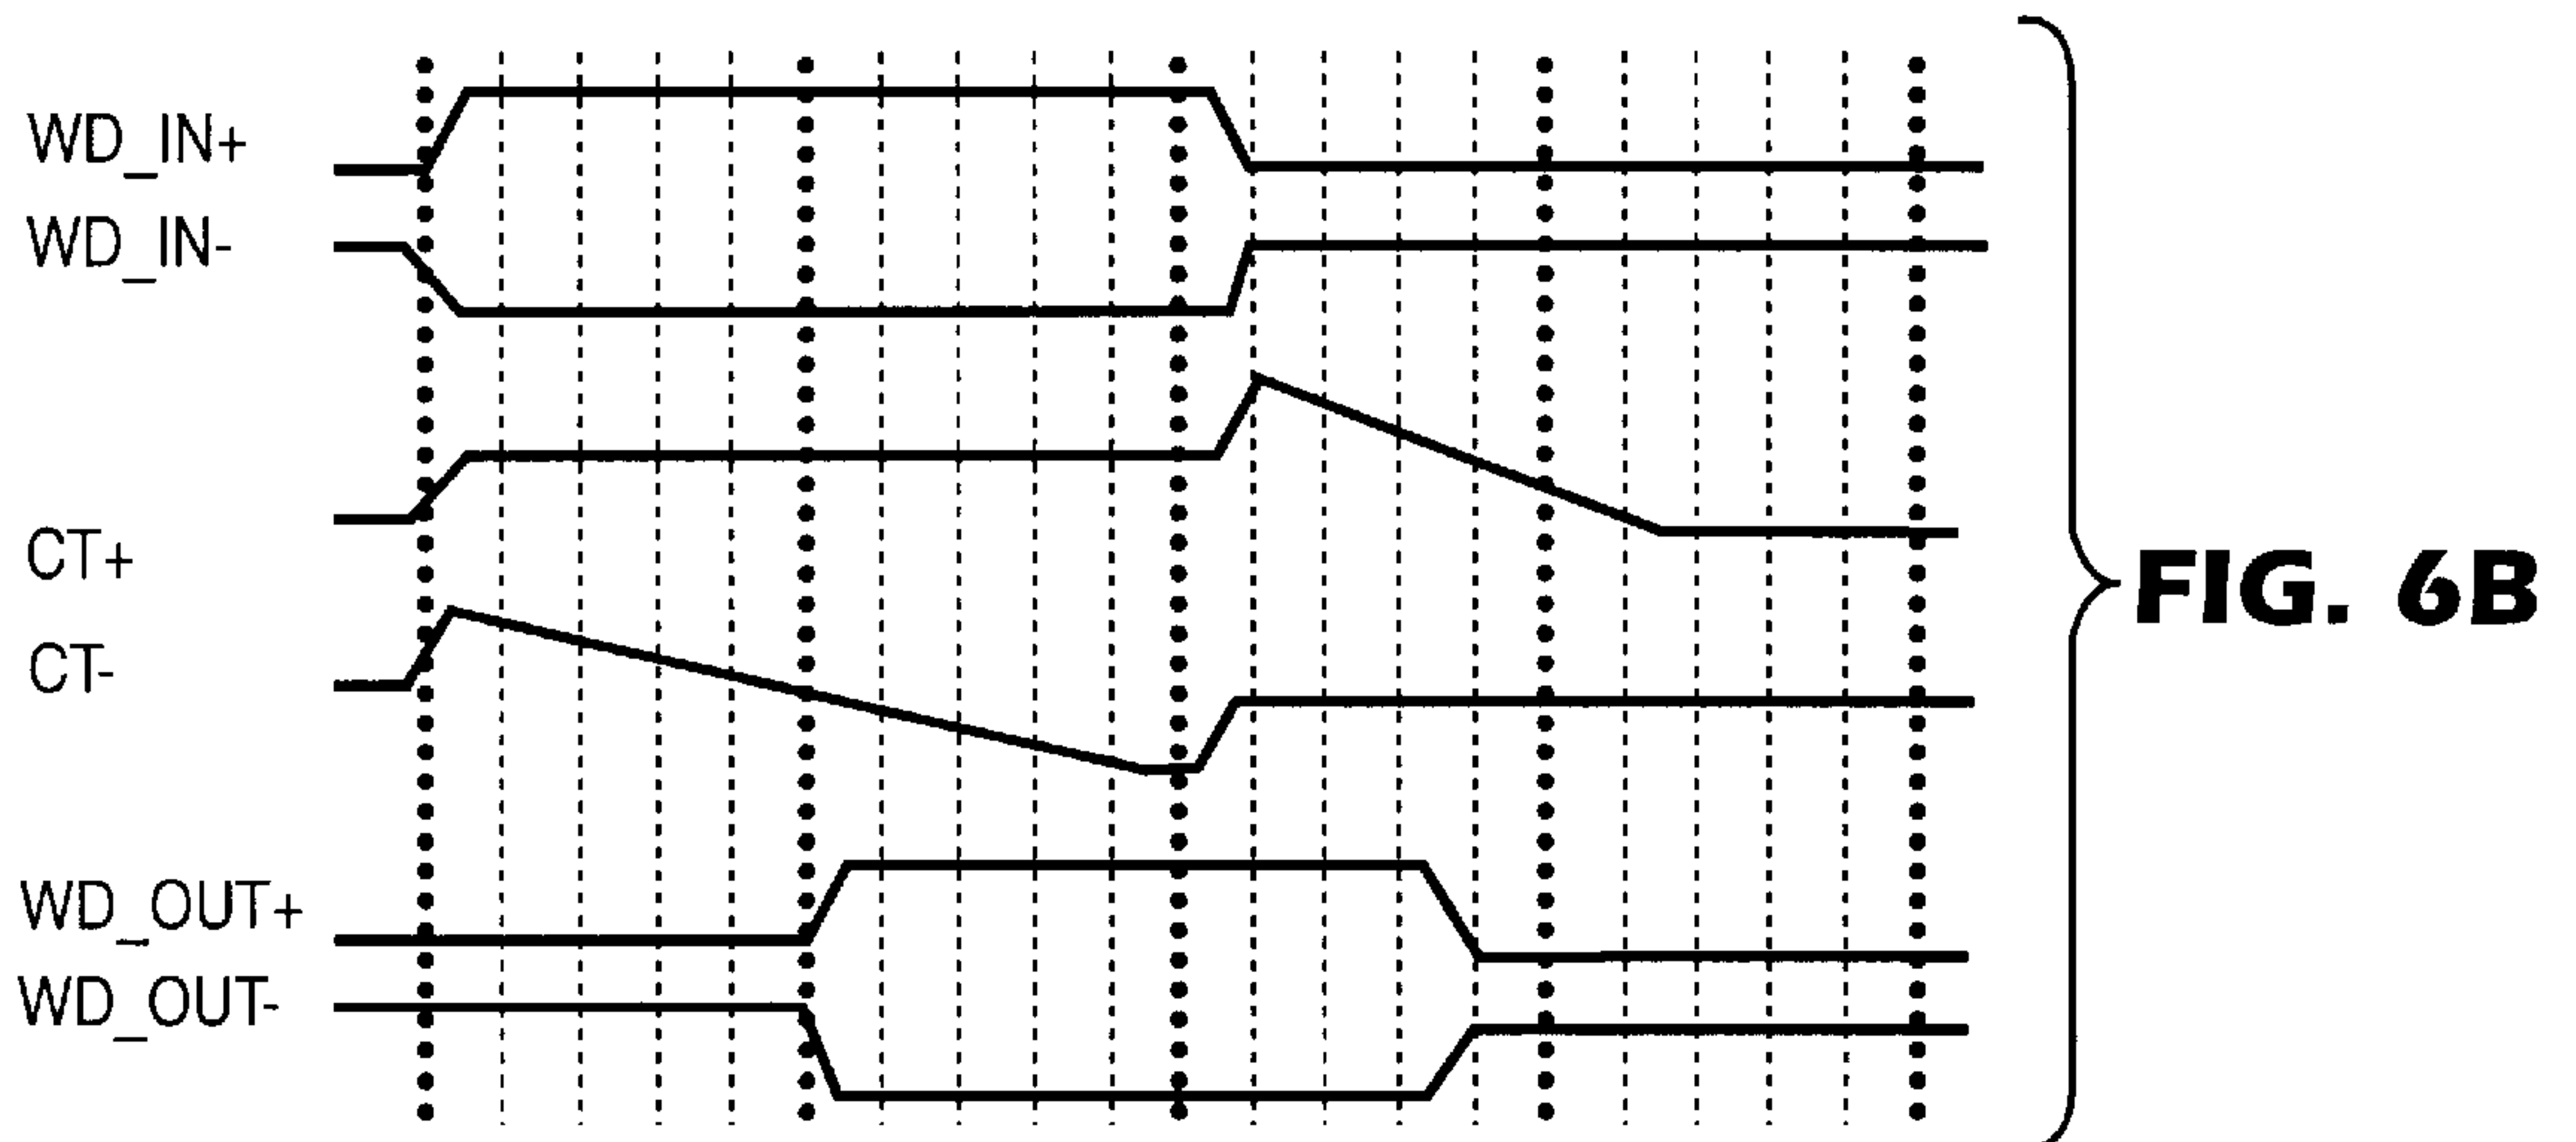 WD_IN+
WD_IN-
CT+
CT-
WD_OUT+
WD_OUT-
FIG. 6B